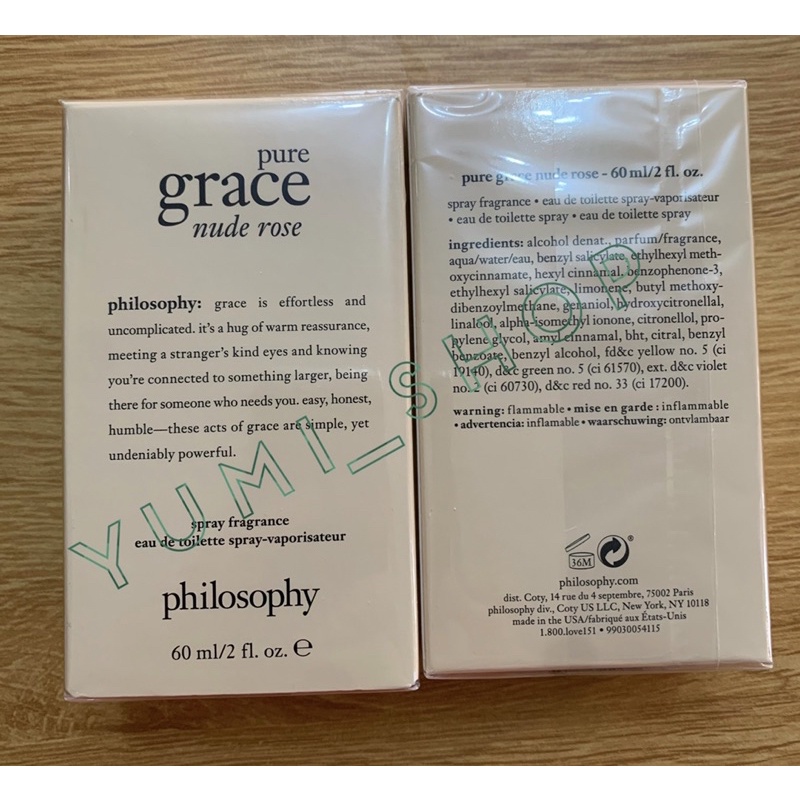 pure
grace
nude rose
philosophy: grace is effortless and
uncomplicated. it's a hug of warm reassurance,
meeting a stranger's kind eyes and knowing
you're connected to something larger, being
there for someone who needs you. easy, honest,
humble—these acts of grace are simple, yet
undeniably powerful.
spray fragrance
eau de toilette spray-vaporisateur
philosophy
60 ml/2 fl. oz. e
pure grace nude rose - 60 ml/2 fl. oz.
spray fragrance • eau de toilette spray-vaporisateur
• eau de toilette spray • eau de toilette spray
ingredients: alcohol denat., parfum/fragrance,
aqua/water/eau, benzyl salicylate, ethylhexyl meth-
oxycinnamate, hexyl cinnamal, benzophenone-3,
ethylhexyl salicylate, limonene, butyl methoxy-
dibenzoylmethane, geraniol, hydroxycitronellal,
linalool, alpha-isomethyl ionone, citronellol, pro-
pylene glycol, amyl cinnamal, bht, citral, benzyl
benzoate, benzyl alcohol, fd&c yellow no. 5 (ci
19140), d&c green no. 5 (ci 61570), ext. d&c violet
no. 2 (ci 60730), d&c red no. 33 (ci 17200).
warning: flammable • mise en garde : inflammable
• advertencia: inflamable • waarschuwing: ontvlambaar
36M
®
philosophy.com
dist. Coty, 14 rue du 4 septembre, 75002 Paris
philosophy div., Coty US LLC, New York, NY 10118
made in the USA/fabriqué aux États-Unis
1.800.love151 • 99030054115
YUMI_SHOP